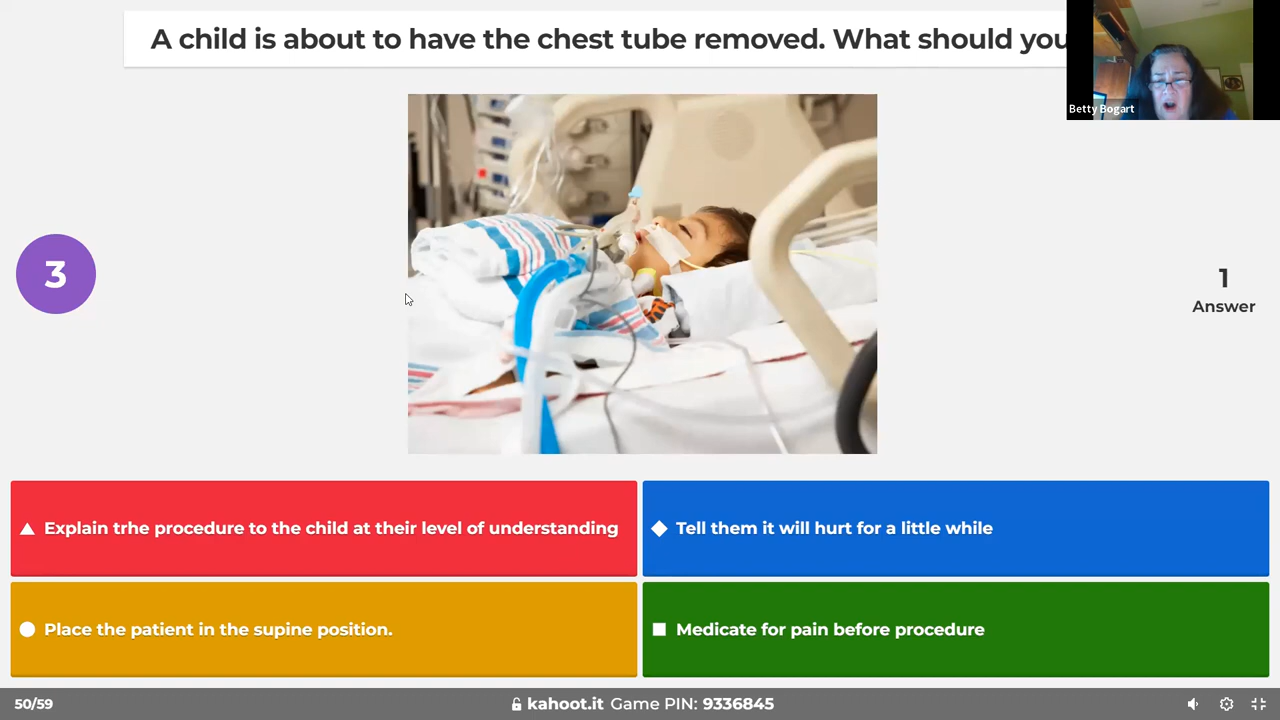 A child is about to have the chest tube removed. What should you
Betty Bogart
3
1
Answer
Explain trhe procedure to the child at their level of understanding
Tell them it will hurt for a little while
Place the patient in the supine position.
Medicate for pain before procedure
50/59
kahoot.it Game PIN: 9336845